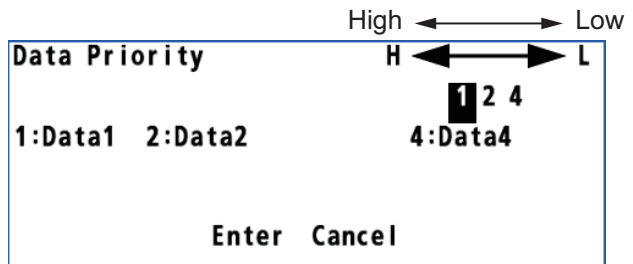 High Low
Data Priority H L
1 2 4
1:Data1 2:Data2 4:Data4
Enter Cancel